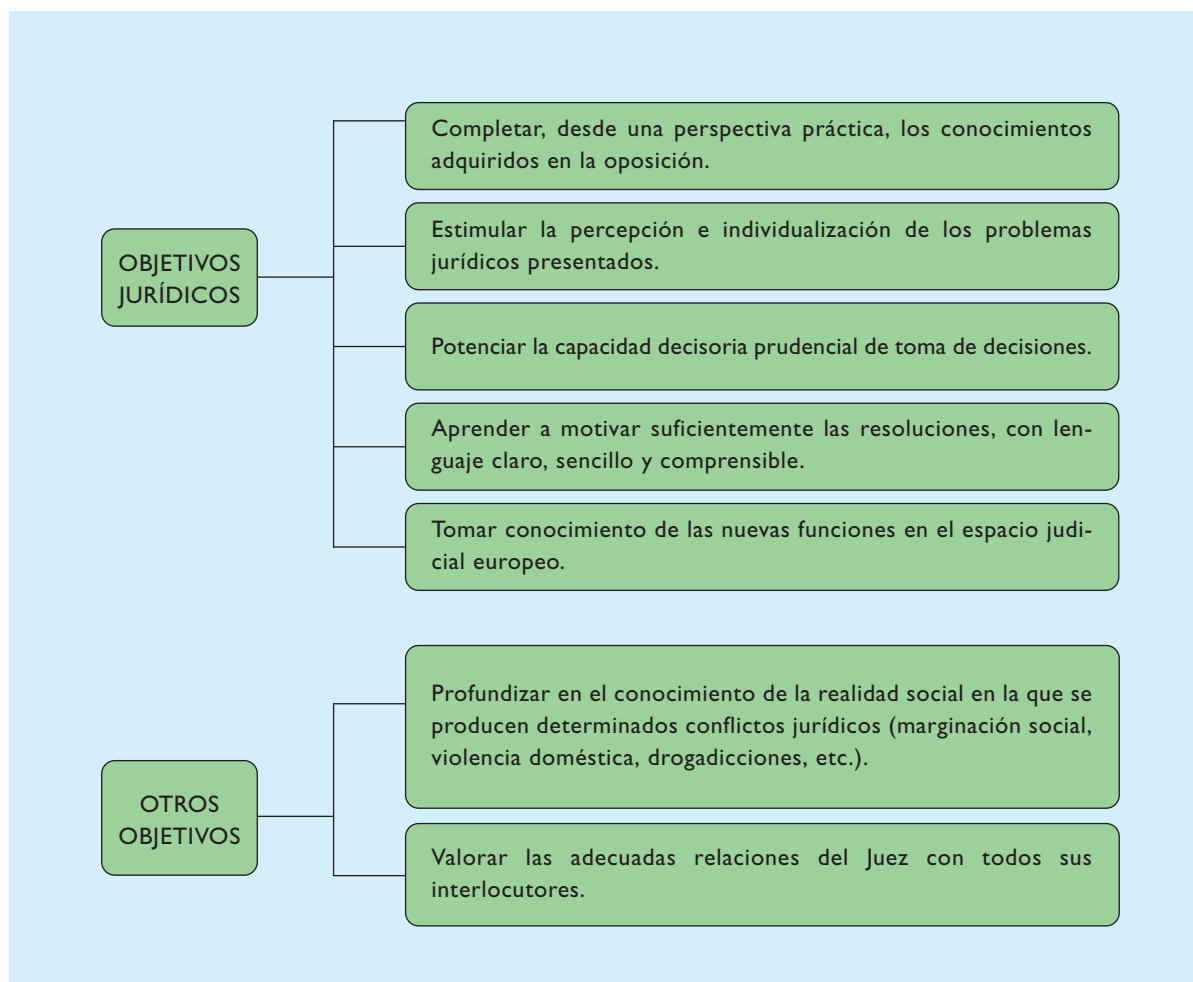 OBJETIVOS
JURÍDICOS
Completar, desde una perspectiva práctica, los conocimientos
adquiridos en la oposición.
Estimular la percepción e individualización de los problemas
jurídicos presentados.
Potenciar la capacidad decisoria prudencial de toma de decisiones.
Aprender a motivar suficientemente las resoluciones, con len-
guaje claro, sencillo y comprensible.
Tomar conocimiento de las nuevas funciones en el espacio judi-
cial europeo.
OTROS
OBJETIVOS
Profundizar en el conocimiento de la realidad social en la que se
producen determinados conflictos jurídicos (marginación social,
violencia doméstica, drogadicciones, etc.).
Valorar las adecuadas relaciones del Juez con todos sus
interlocutores.